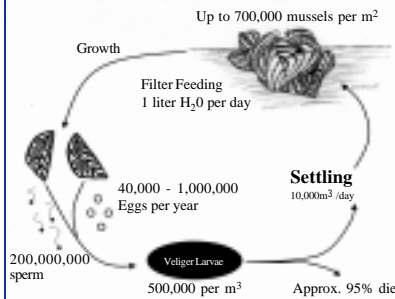 Up to 700,000 mussels per m²
Growth
Filter Feeding
1 liter H₂0 per day
Settling
10,000m³ /day
40,000 - 1,000,000
Eggs per year
200,000,000
sperm
Veliger Larvae
500,000 per m³
Approx. 95% die